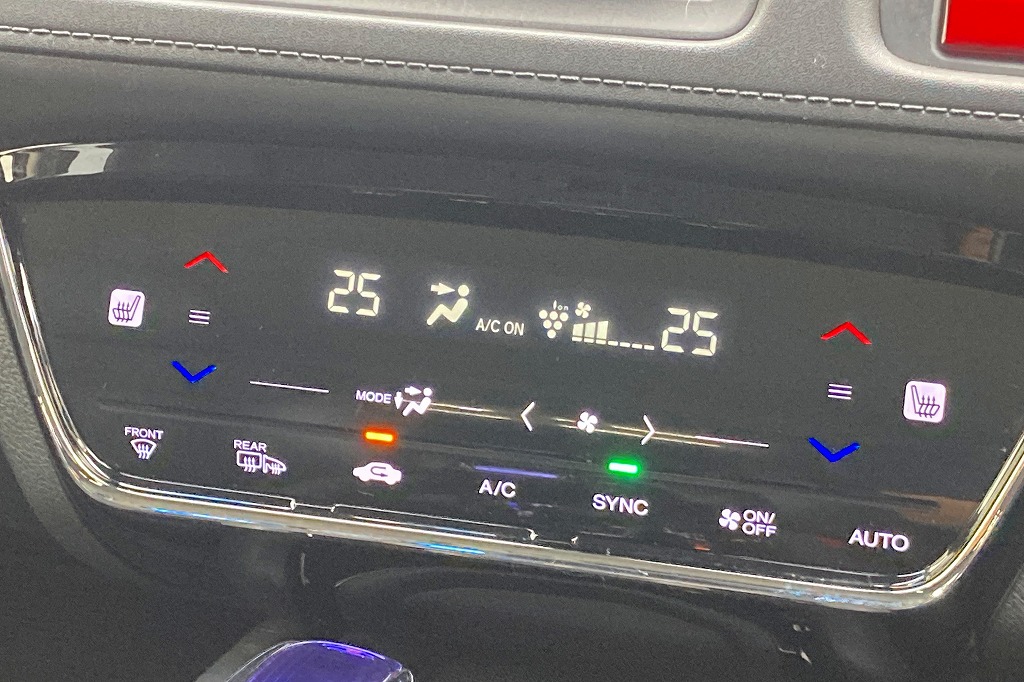 25
A/C ON
Ion
25
MODE
FRONT
REAR
A/C
SYNC
ON/
OFF
AUTO